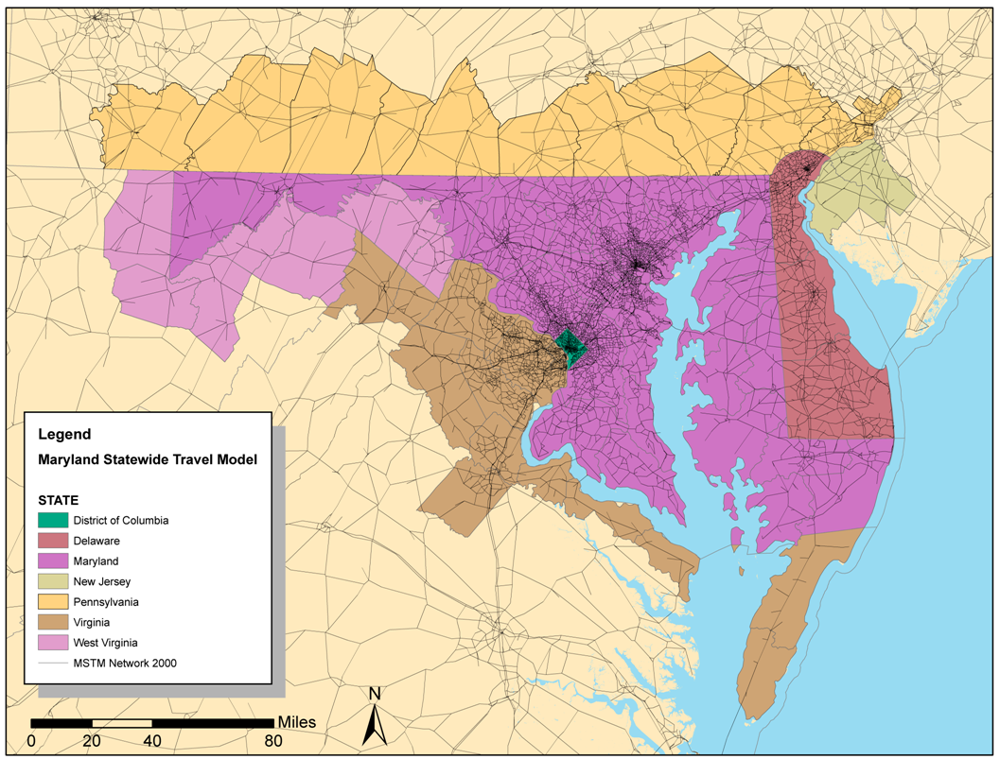 Legend
Maryland Statewide Travel Model
STATE
District of Columbia
Delaware
Maryland
New Jersey
Pennsylvania
Virginia
West Virginia
MSTM Network 2000
N
Miles
0 20 40 80